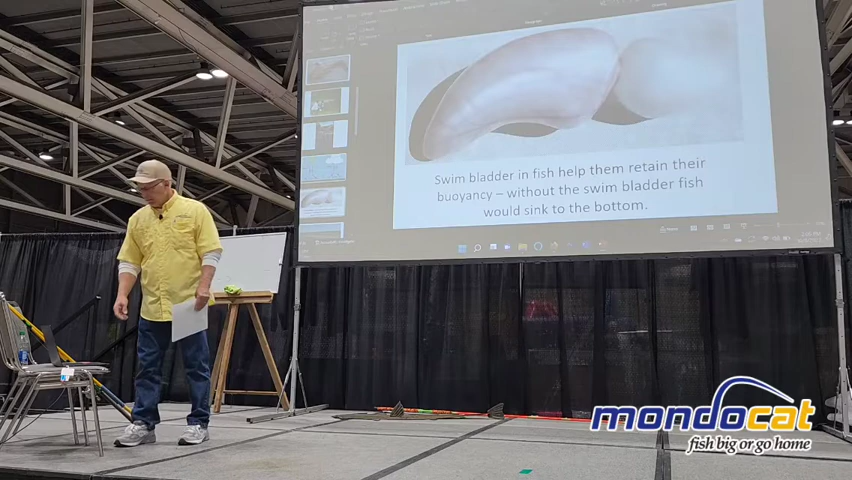 Swim bladder in fish help them retain their
buoyancy – without the swim bladder fish
would sink to the bottom.
mondocat
fish big or go home